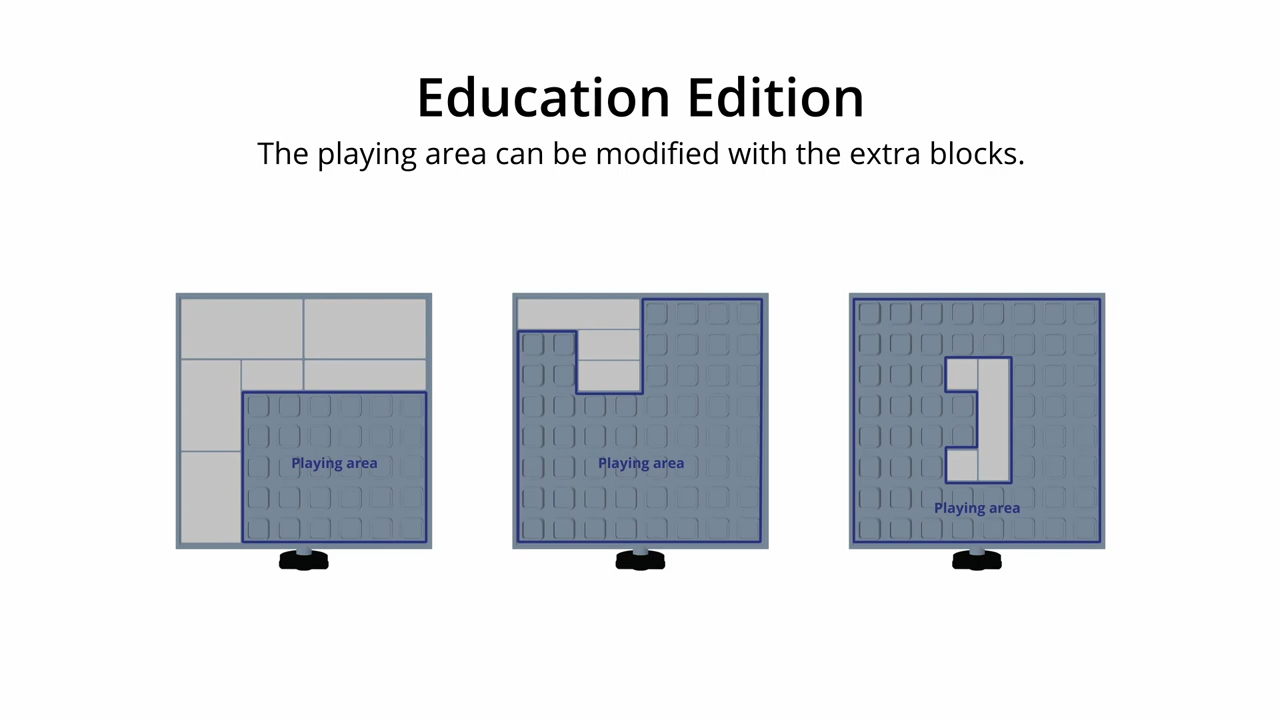 Education Edition
The playing area can be modified with the extra blocks.
Playing area
Playing area
Playing area